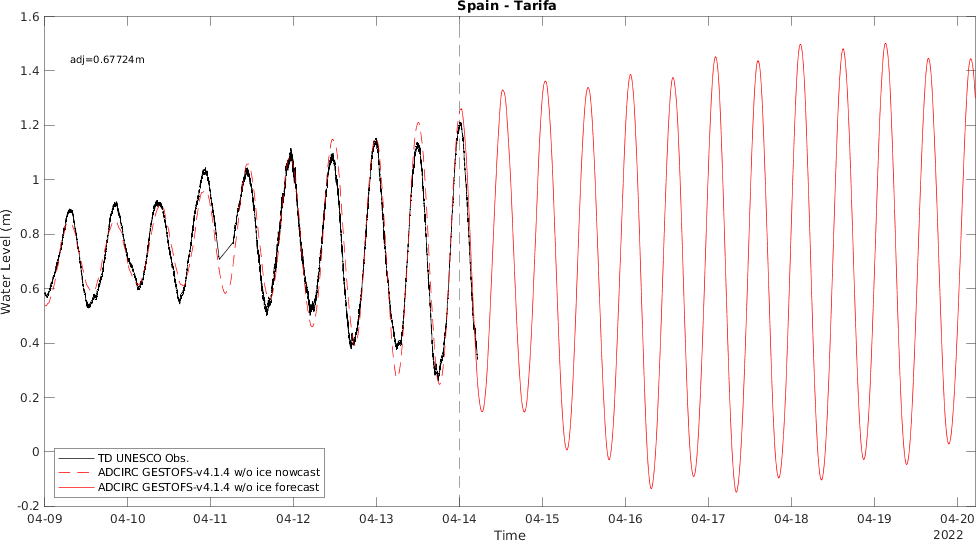 Spain - Tarifa
adj=0.67724m
1.6
1.4
1.2
1
0.8
0.6
0.4
0.2
0
-0.2
Water Level (m)
TD UNESCO Obs.
ADCIRC GESTOFS-v4.1.4 w/o ice nowcast
ADCIRC GESTOFS-v4.1.4 w/o ice forecast
04-09 04-10 04-11 04-12 04-13 04-14 04-15 04-16 04-17 04-18 04-19 04-20
Time
2022